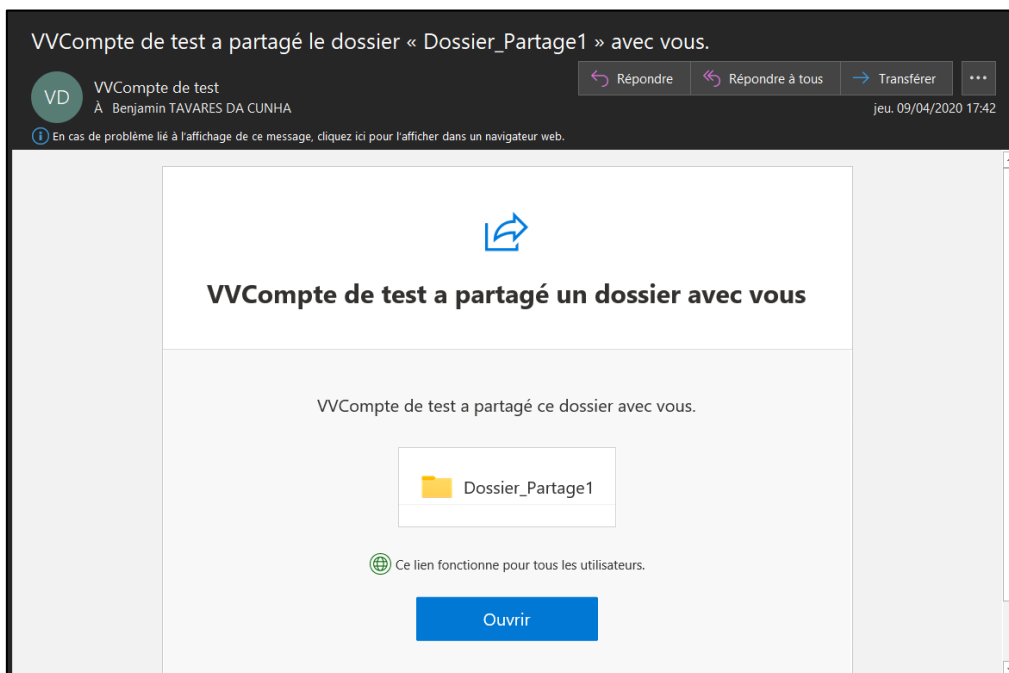 VVCompte de test a partagé le dossier « Dossier_Partage1 » avec vous.
VD
VVCompte de test
À Benjamin TAVARES DA CUNHA
Répondre
Répondre à tous
Transférer
jeu. 09/04/2020 17:42
En cas de problème lié à l'affichage de ce message, cliquez ici pour l'afficher dans un navigateur web.
VVCompte de test a partagé un dossier avec vous
VVCompte de test a partagé ce dossier avec vous.
Dossier_Partage1
Ce lien fonctionne pour tous les utilisateurs.
Ouvrir